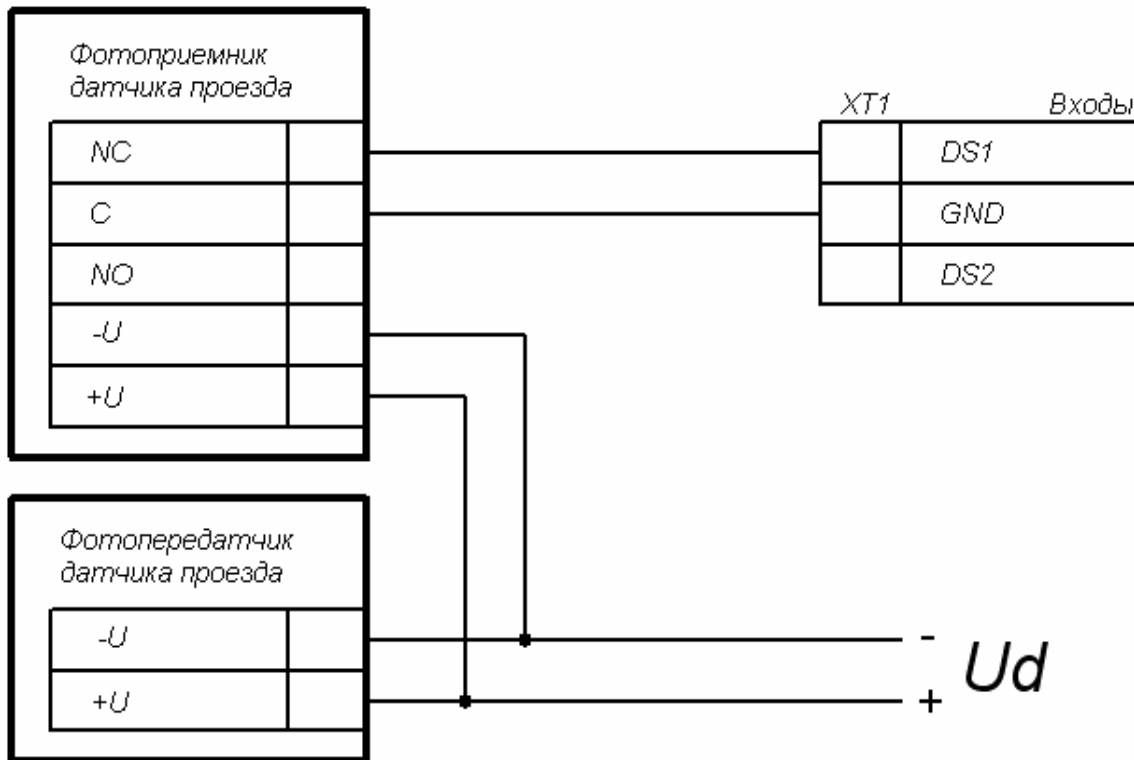 Фотоприемник
датчика проезда
NC
C
NO
-U
+U
XT1 Входы
DS1
GND
DS2
Фотопередатчик
датчика проезда
-U
+U
-
+
Ud